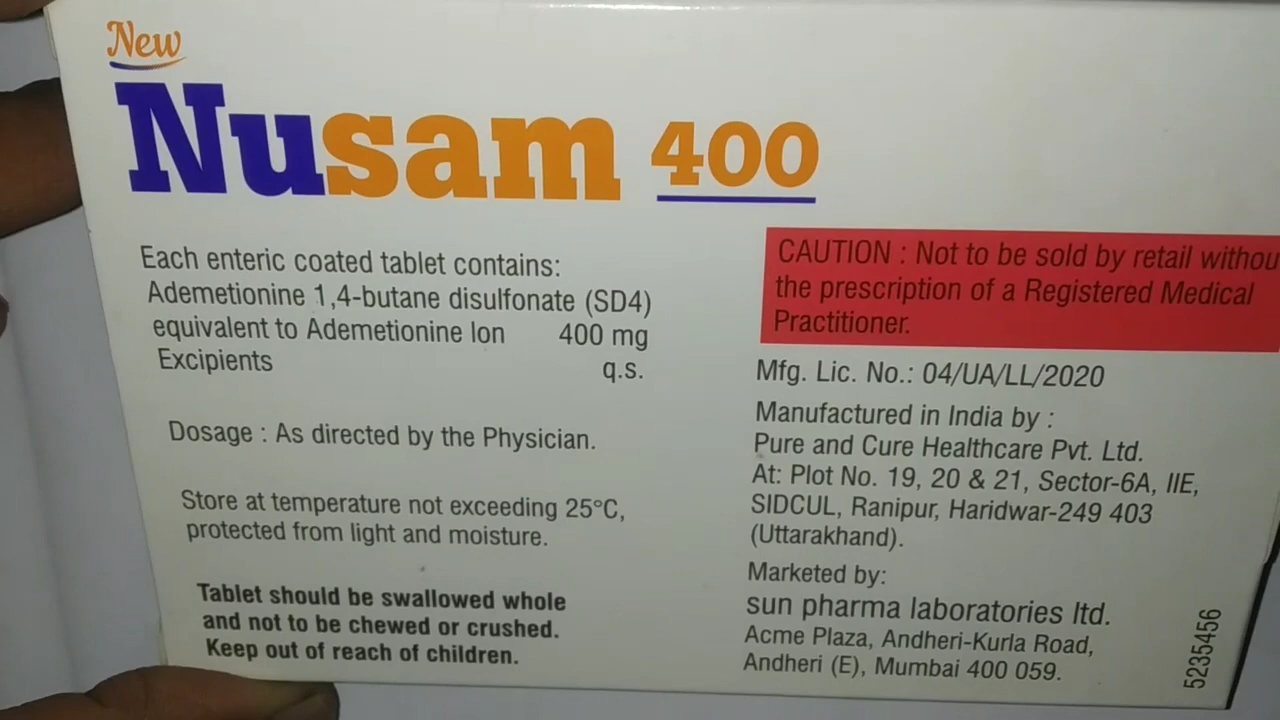 New
Nusam 400
Each enteric coated tablet contains:
Ademetionine 1,4-butane disulfonate (SD4)
equivalent to Ademetionine Ion 400 mg
Excipients q.s.
Dosage : As directed by the Physician.
Store at temperature not exceeding 25°C,
protected from light and moisture.
Tablet should be swallowed whole
and not to be chewed or crushed.
Keep out of reach of children.
CAUTION : Not to be sold by retail withou
the prescription of a Registered Medical
Practitioner.
Mfg. Lic. No.: 04/UA/LL/2020
Manufactured in India by :
Pure and Cure Healthcare Pvt. Ltd.
At: Plot No. 19, 20 & 21, Sector-6A, IIE,
SIDCUL, Ranipur, Haridwar-249 403
(Uttarakhand).
Marketed by:
sun pharma laboratories ltd.
Acme Plaza, Andheri-Kurla Road,
Andheri (E), Mumbai 400 059.
5235456